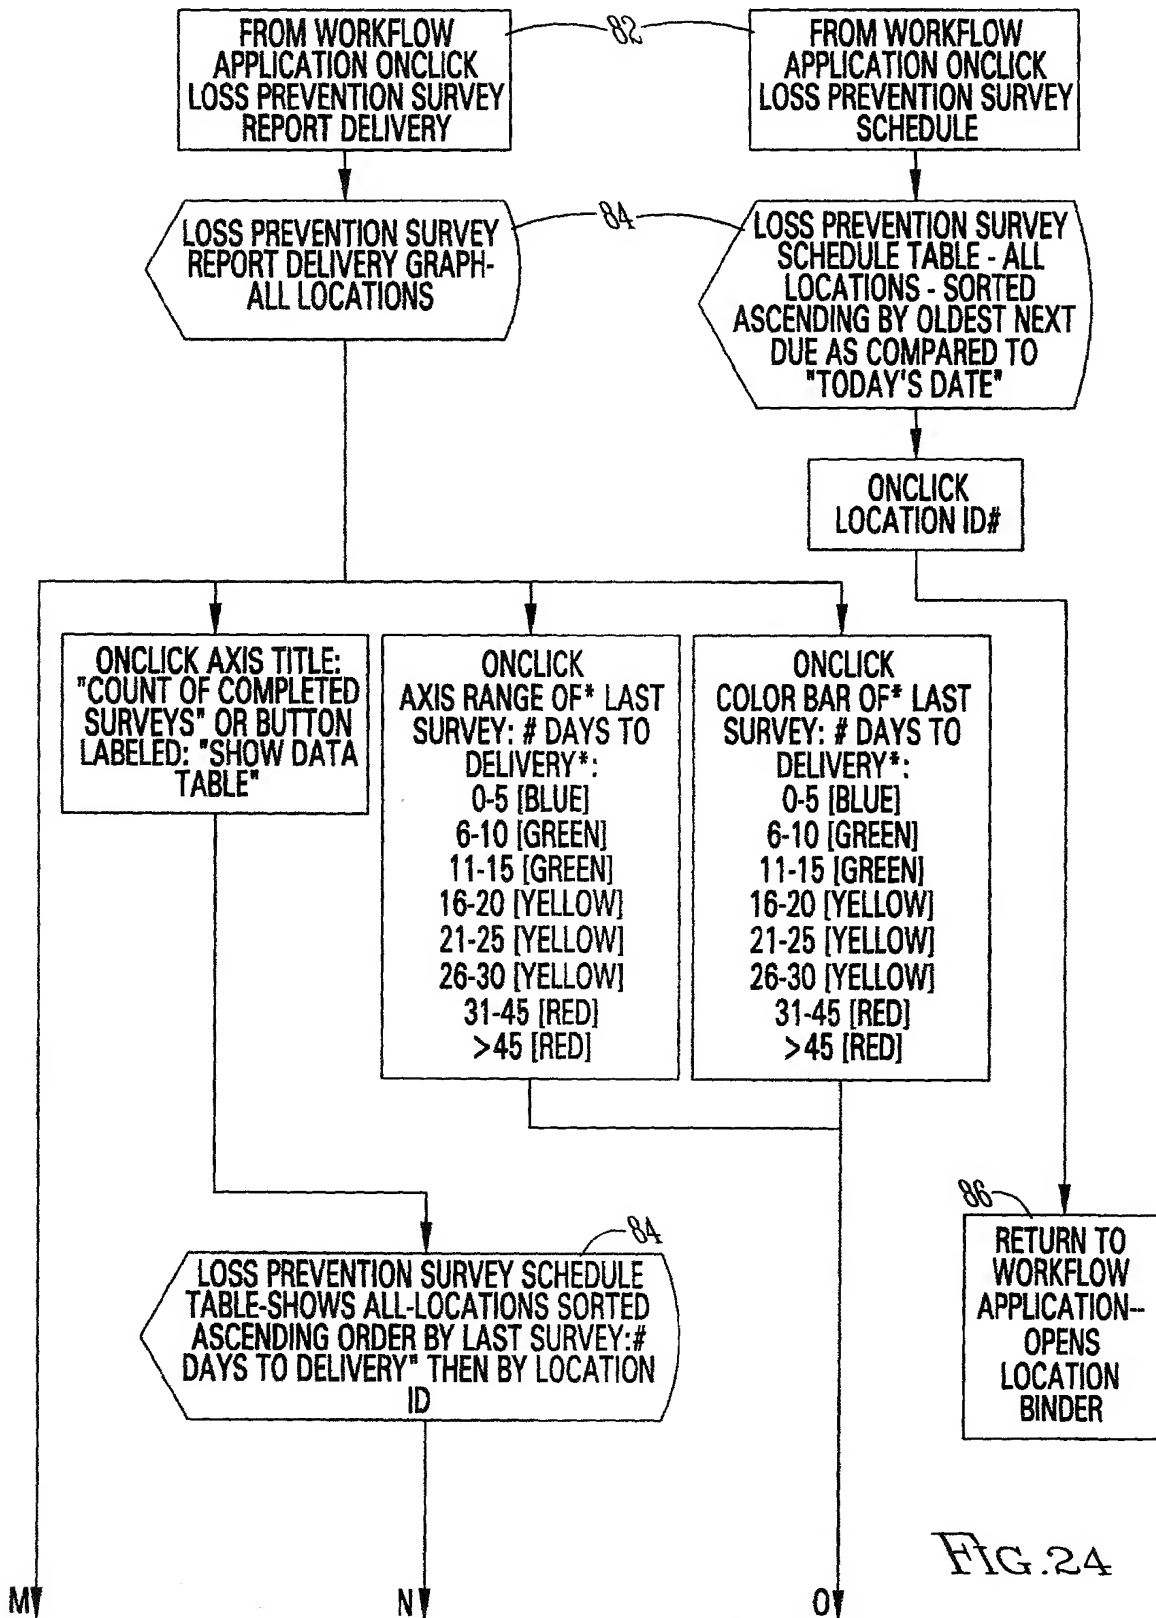 FROM WORKFLOW
APPLICATION ONCLICK
LOSS PREVENTION SURVEY
REPORT DELIVERY
82
FROM WORKFLOW
APPLICATION ONCLICK
LOSS PREVENTION SURVEY
SCHEDULE
LOSS PREVENTION SURVEY
REPORT DELIVERY GRAPH-
ALL LOCATIONS
84
LOSS PREVENTION SURVEY
SCHEDULE TABLE - ALL
LOCATIONS - SORTED
ASCENDING BY OLDEST NEXT
DUE AS COMPARED TO
"TODAY'S DATE"
ONCLICK
LOCATION ID#
ONCLICK AXIS TITLE:
"COUNT OF COMPLETED
SURVEYS" OR BUTTON
LABELED: "SHOW DATA
TABLE"
ONCLICK
AXIS RANGE OF* LAST
SURVEY: # DAYS TO
DELIVERY*:
0-5 [BLUE]
6-10 [GREEN]
11-15 [GREEN]
16-20 [YELLOW]
21-25 [YELLOW]
26-30 [YELLOW]
31-45 [RED]
>45 [RED]
ONCLICK
COLOR BAR OF* LAST
SURVEY: # DAYS TO
DELIVERY*:
0-5 [BLUE]
6-10 [GREEN]
11-15 [GREEN]
16-20 [YELLOW]
21-25 [YELLOW]
26-30 [YELLOW]
31-45 [RED]
>45 [RED]
84
LOSS PREVENTION SURVEY SCHEDULE
TABLE-SHOWS ALL-LOCATIONS SORTED
ASCENDING ORDER BY LAST SURVEY:#
DAYS TO DELIVERY" THEN BY LOCATION
ID
86
RETURN TO
WORKFLOW
APPLICATION--
OPENS
LOCATION
BINDER
M
N
O
FIG.24